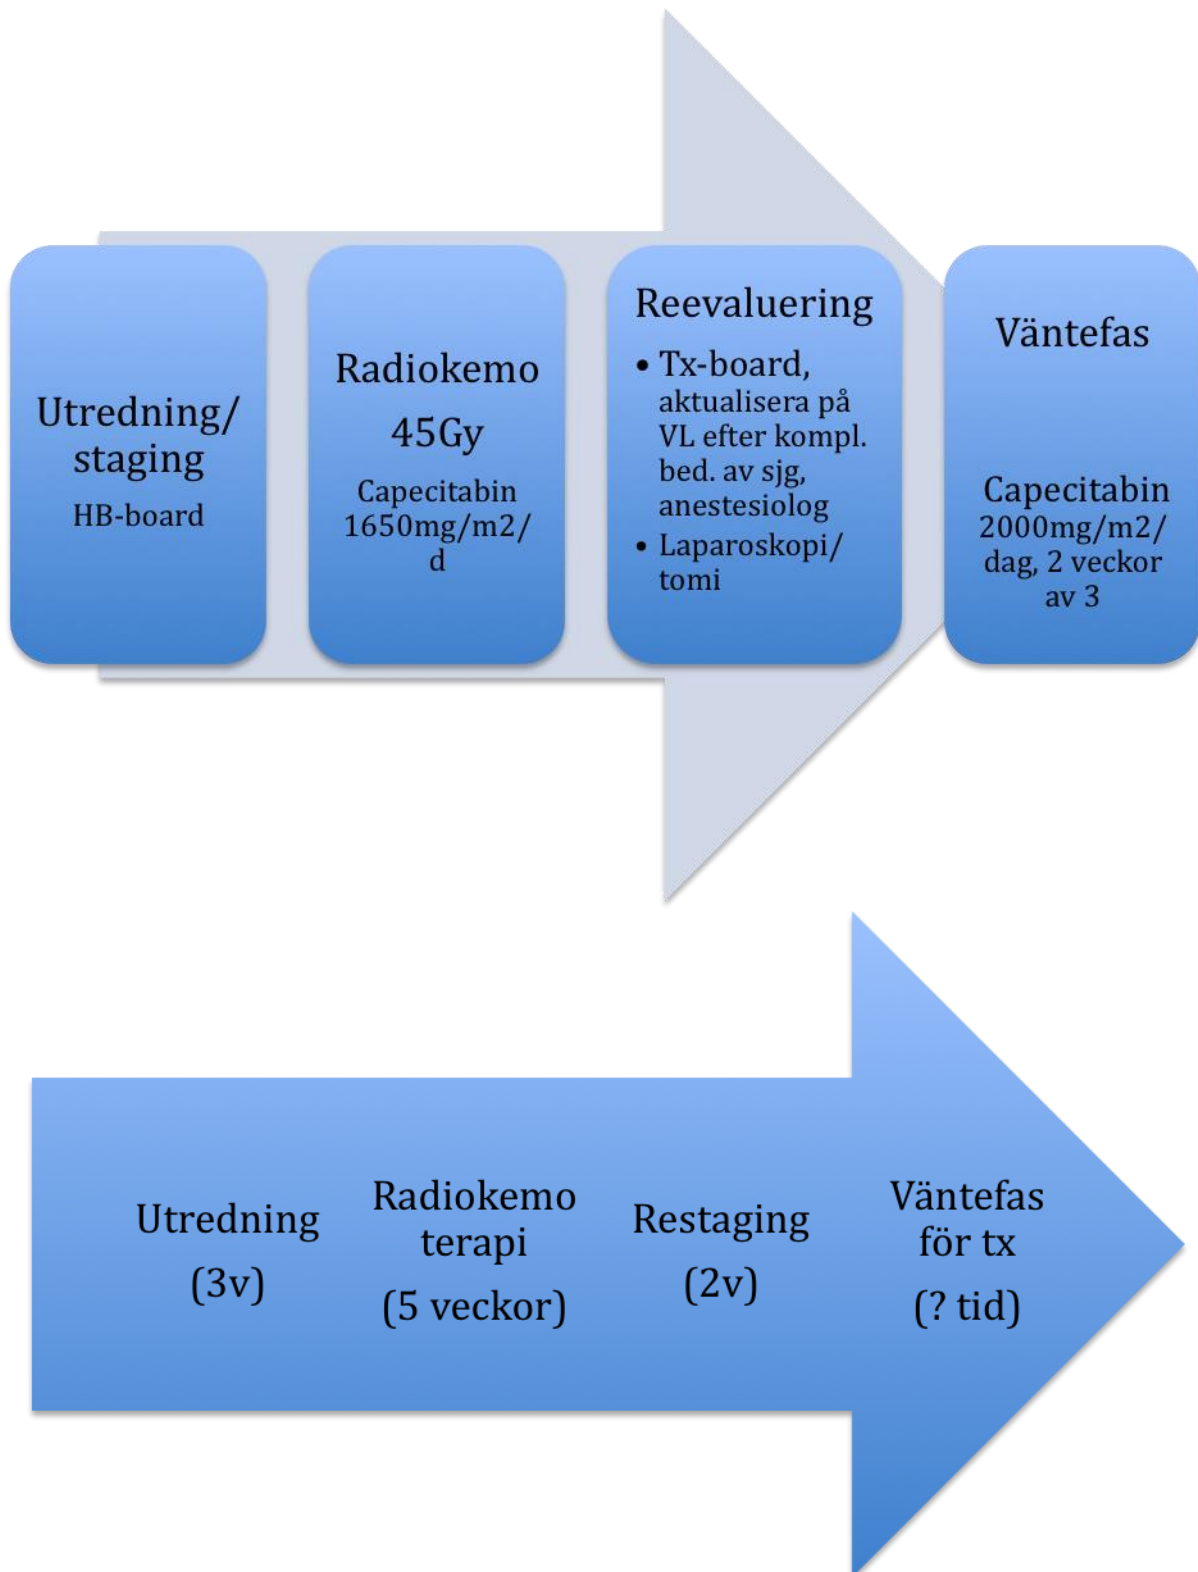 Utredning/
staging
HB-board
Radiokemo
45Gy
Capecitabin
1650mg/m2/
d
Reevaluering
• Tx-board,
aktualisera på
VL efter kompl.
bed. av sjg,
anestesiolog
• Laparoskopi/
tomi
Väntefas
Capecitabin
2000mg/m2/
dag, 2 veckor
av 3
Utredning
(3v)
Radiokemo
terapi
(5 veckor)
Restaging
(2v)
Väntefas
för tx
(? tid)